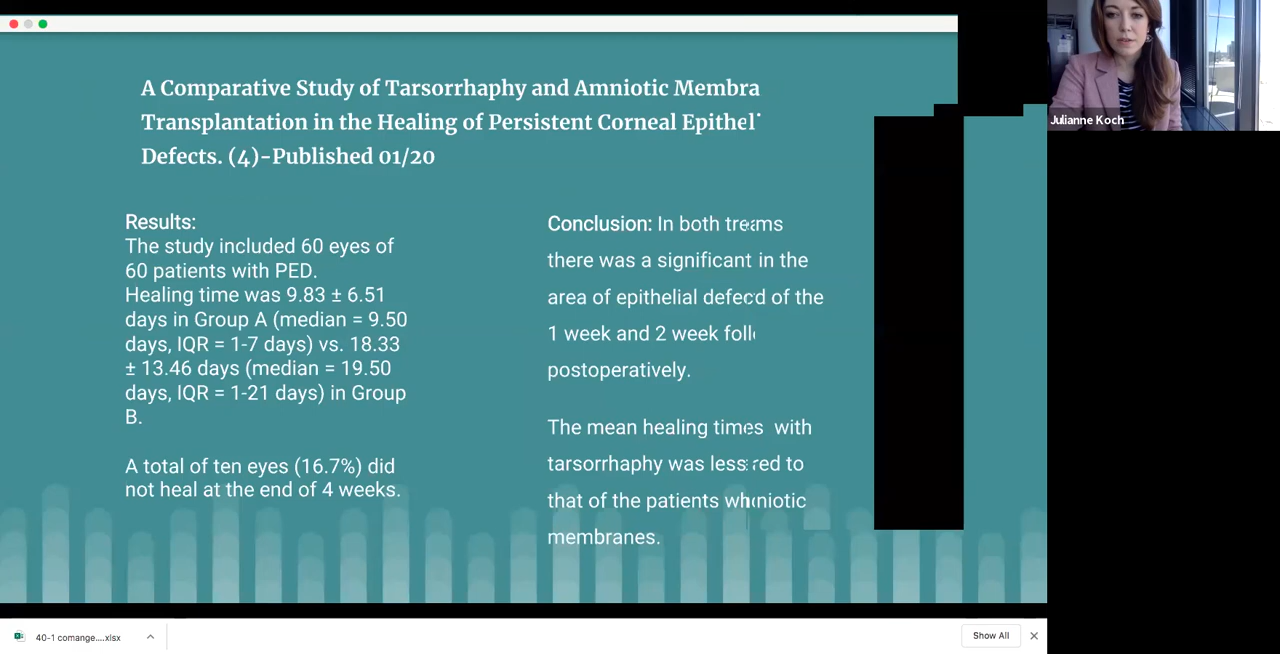 A Comparative Study of Tarsorrhaphy and Amniotic Membra
Transplantation in the Healing of Persistent Corneal Epithel
Defects. (4)-Published 01/20
Results:
The study included 60 eyes of
60 patients with PED.
Healing time was 9.83 ± 6.51
days in Group A (median = 9.50
days, IQR = 1-7 days) vs. 18.33
± 13.46 days (median = 19.50
days, IQR = 1-21 days) in Group
B.
A total of ten eyes (16.7%) did
not heal at the end of 4 weeks.
Conclusion: In both
there was a significant in the
area of epithelial of the
1 week and 2 week
postoperatively.
The mean healing times with
tarsorrhaphy was less to
that of the patients
membranes.
Julianne Koch
40-1 comange....xlsx
Show All